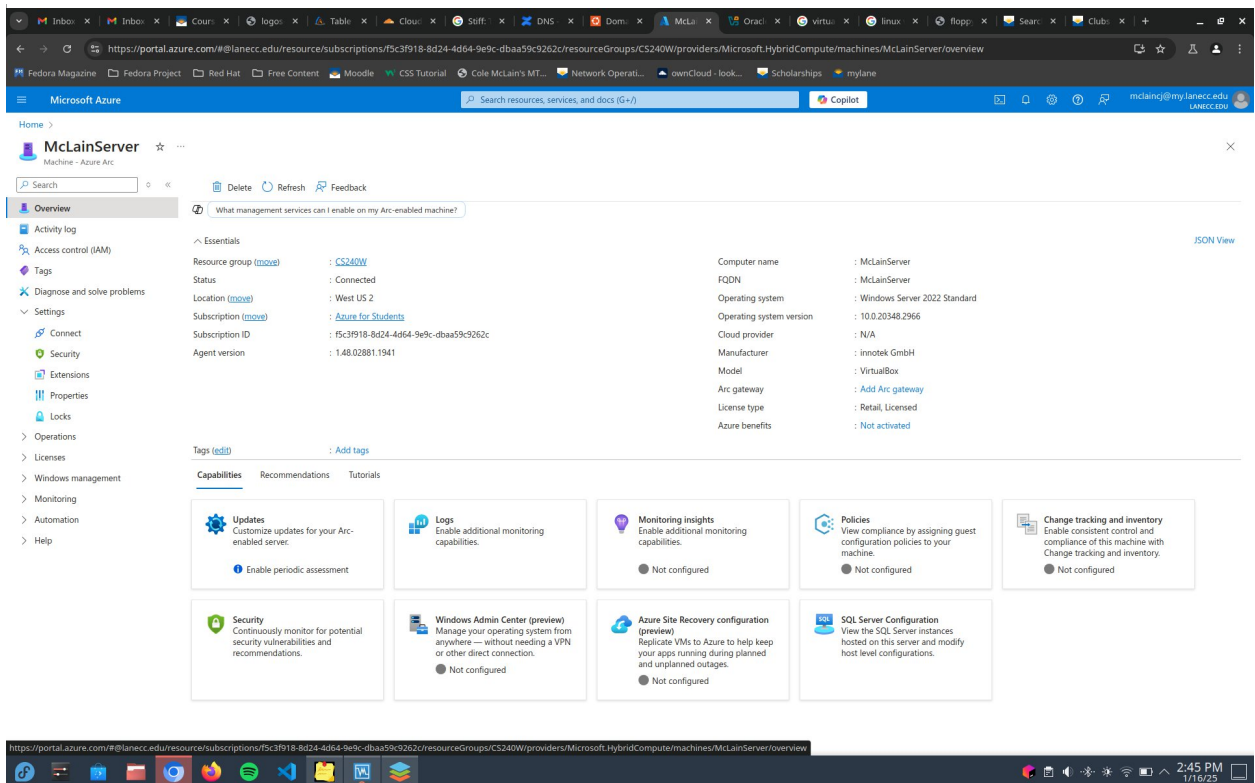 Inbox
Inbox
Cours
logos
Table
Cloud
Stiff:
DNS -
Doma
McLai
Oracl
virtua
linux
flopp
Searc
Clubs
https://portal.azure.com/#@lanecc.edu/resource/subscriptions/f5c3f918-8d24-4d64-9e9c-dbaa59c9262c/resourceGroups/CS240W/providers/Microsoft.HybridCompute/machines/McLainServer/overview
Fedora Magazine Fedora Project Red Hat Free Content Moodle CSS Tutorial Cole McLain's MT... Network Operati... ownCloud - look... Scholarships mylane
Microsoft Azure
Search resources, services, and docs (G+/)
Copilot
mclaincj@my.lanecc.edu
LANECC.EDU
Home >
McLainServer
Machine - Azure Arc
Search
Overview
Activity log
Access control (IAM)
Tags
Diagnose and solve problems
Settings
Connect
Security
Extensions
Properties
Locks
Operations
Licenses
Windows management
Monitoring
Automation
Help
Delete Refresh Feedback
What management services can I enable on my Arc-enabled machine?
Essentials
JSON View
Resource group (move) : CS240W
Status : Connected
Location (move) : West US 2
Subscription (move) : Azure for Students
Subscription ID : f5c3f918-8d24-4d64-9e9c-dbaa59c9262c
Agent version : 1.48.02881.1941
Computer name : McLainServer
FQDN : McLainServer
Operating system : Windows Server 2022 Standard
Operating system version : 10.0.20348.2966
Cloud provider : N/A
Manufacturer : innotek GmbH
Model : VirtualBox
Arc gateway : Add Arc gateway
License type : Retail, Licensed
Azure benefits : Not activated
Tags (edit) : Add tags
Capabilities Recommendations Tutorials
Updates
Customize updates for your Arc-
enabled server.
Enable periodic assessment
Logs
Enable additional monitoring
capabilities.
Monitoring insights
Enable additional monitoring
capabilities.
Not configured
Policies
View compliance by assigning guest
configuration policies to your
machine.
Not configured
Change tracking and inventory
Enable consistent control and
compliance of this machine with
Change tracking and inventory.
Not configured
Security
Continuously monitor for potential
security vulnerabilities and
recommendations.
Windows Admin Center (preview)
Manage your operating system from
anywhere — without needing a VPN
or other direct connection.
Not configured
Azure Site Recovery configuration
(preview)
Replicate VMs to Azure to help keep
your apps running during planned
and unplanned outages.
Not configured
SQL
SQL Server Configuration
View the SQL Server instances
hosted on this server and modify
host level configurations.
https://portal.azure.com/#@lanecc.edu/resource/subscriptions/f5c3f918-8d24-4d64-9e9c-dbaa59c9262c/resourceGroups/CS240W/providers/Microsoft.HybridCompute/machines/McLainServer/overview
2:45 PM
1/16/25